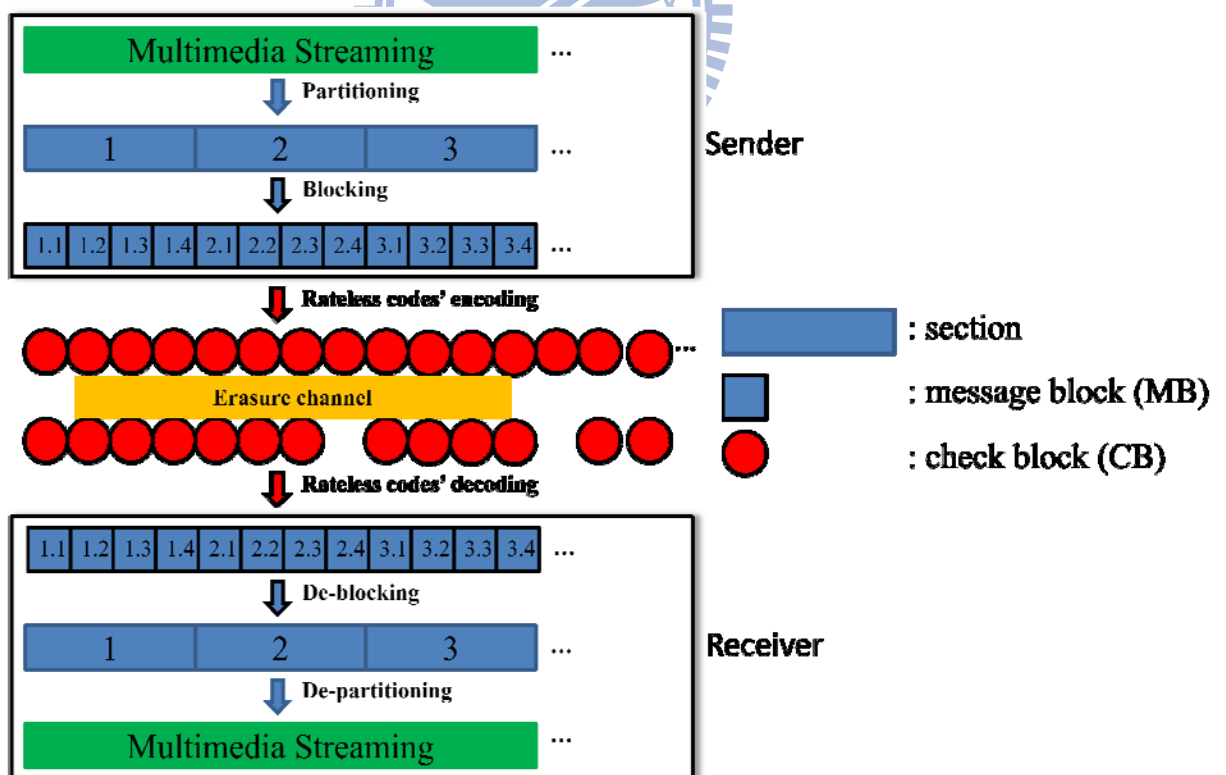 Multimedia Streaming ...
Partitioning
1 2 3 ...
Sender
Blocking
1.1 1.2 1.3 1.4 2.1 2.2 2.3 2.4 3.1 3.2 3.3 3.4 ...
Rateless codes' encoding
...
: section
Erasure channel
: message block (MB)
: check block (CB)
Rateless codes' decoding
1.1 1.2 1.3 1.4 2.1 2.2 2.3 2.4 3.1 3.2 3.3 3.4 ...
De-blocking
1 2 3 ...
Receiver
De-partitioning
Multimedia Streaming ...